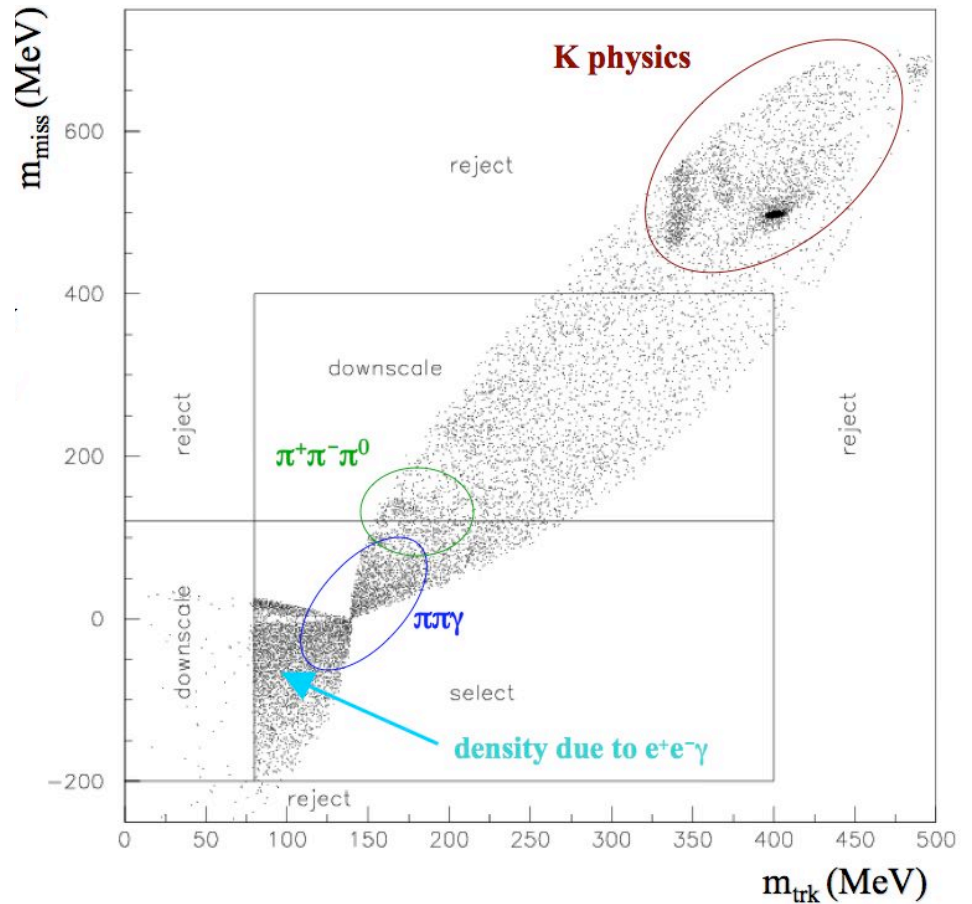 K physics
m_miss (MeV)
600
reject
400
downscale
reject
reject
π⁺π⁻π⁰
200
0
ππγ
downscale
select
density due to e⁺e⁻γ
−200
reject
0 50 100 150 200 250 300 350 400 450 500
m_trk (MeV)